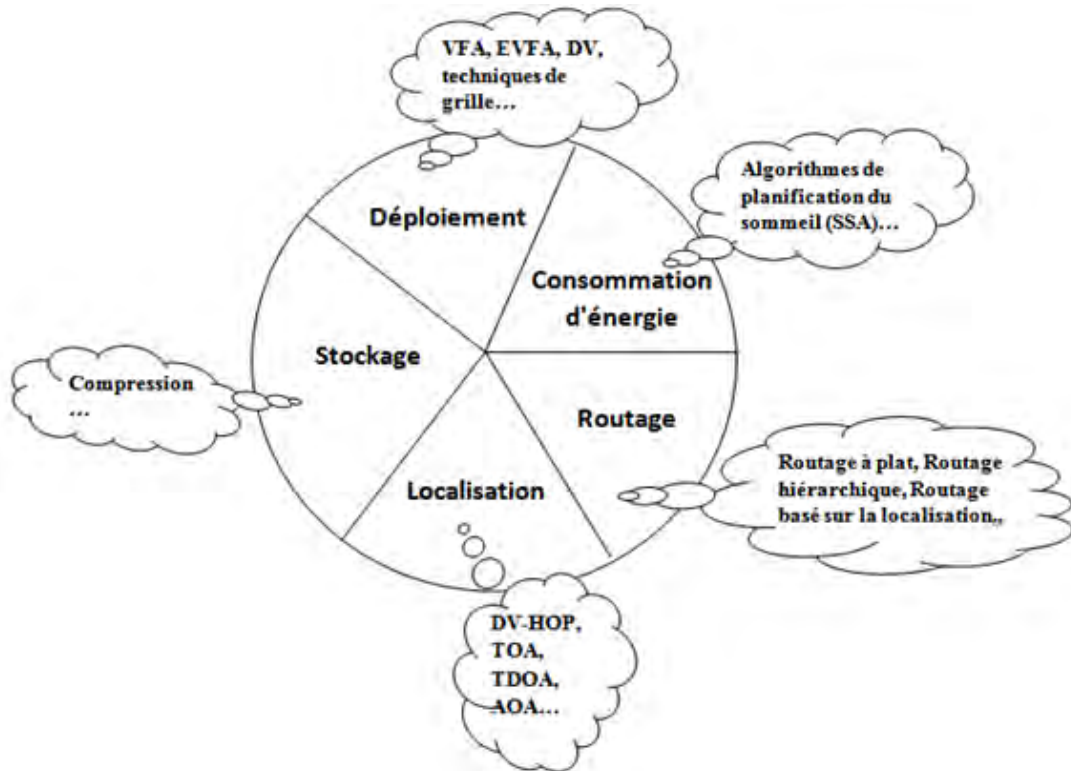 VFA, EVFA, DV,
techniques de
grille...
Algorithmes de
planification du
sommeil (SSA)...
Déploiement
Consommation
d'énergie
Stockage
Compression
...
Routage
Localisation
Routage à plat, Routage
hiérarchique, Routage
basé sur la localisation,,
DV-HOP,
TOA,
TDOA,
AOA...